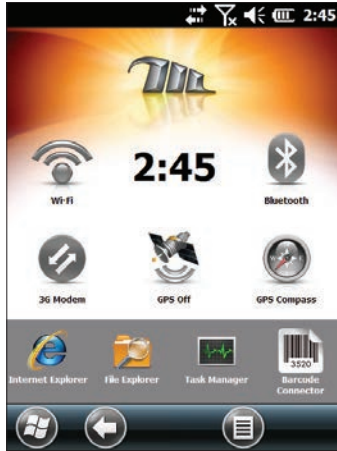 2:45
2:45
Wi-Fi
Bluetooth
3G Modem
GPS Off
GPS Compass
3520
Internet Explorer
File Explorer
Task Manager
Barcode
Connector